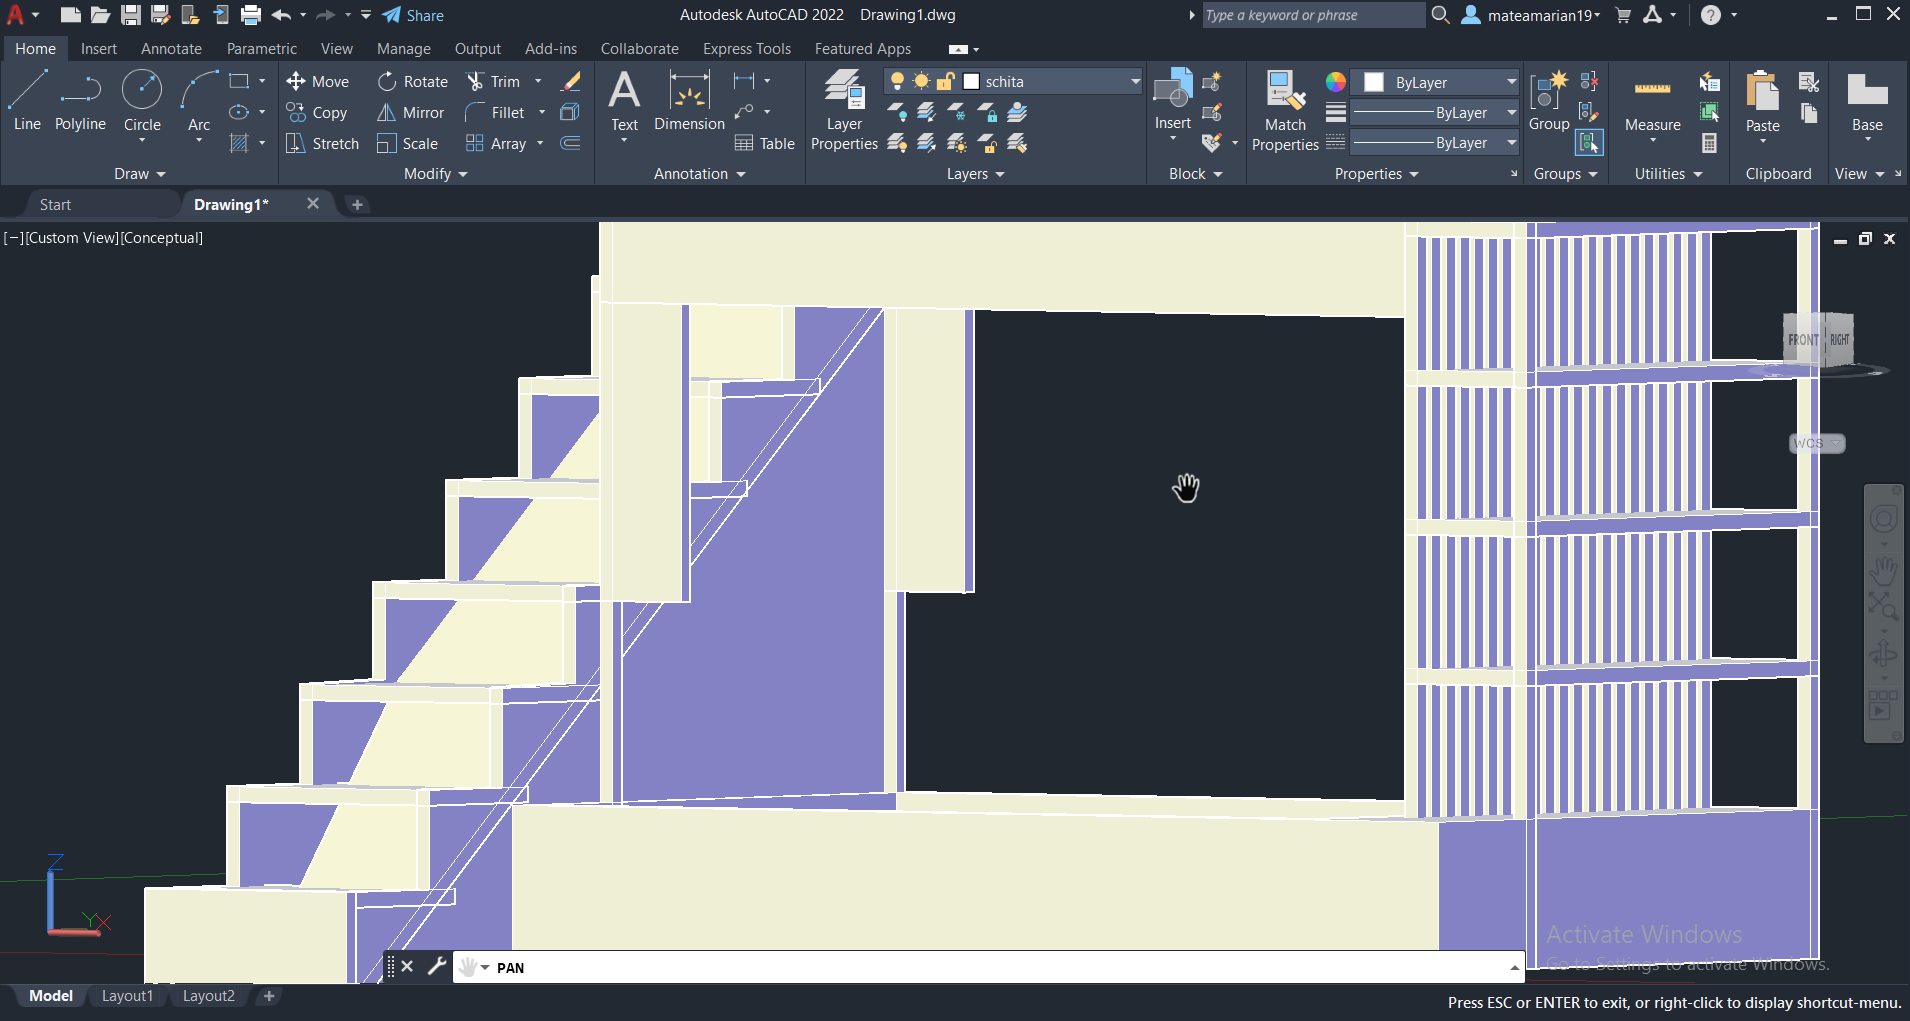 Share
Autodesk AutoCAD 2022 Drawing1.dwg
Type a keyword or phrase
mateamarian19
Home Insert Annotate Parametric View Manage Output Add-ins Collaborate Express Tools Featured Apps
Line Polyline Circle Arc
Draw
Move Rotate Trim
Copy Mirror Fillet
Stretch Scale Array
Modify
Text Dimension Table
Annotation
Layer Properties
schita
Layers
Insert
Block
Match Properties
ByLayer
ByLayer
ByLayer
Properties
Group
Groups
Measure
Utilities
Paste
Clipboard
Base
View
Start Drawing1*
[−][Custom View][Conceptual]
FRONT RIGHT
WCS
Z
Y X
Activate Windows
Go to Settings to activate Windows.
PAN
Model Layout1 Layout2
Press ESC or ENTER to exit, or right-click to display shortcut-menu.